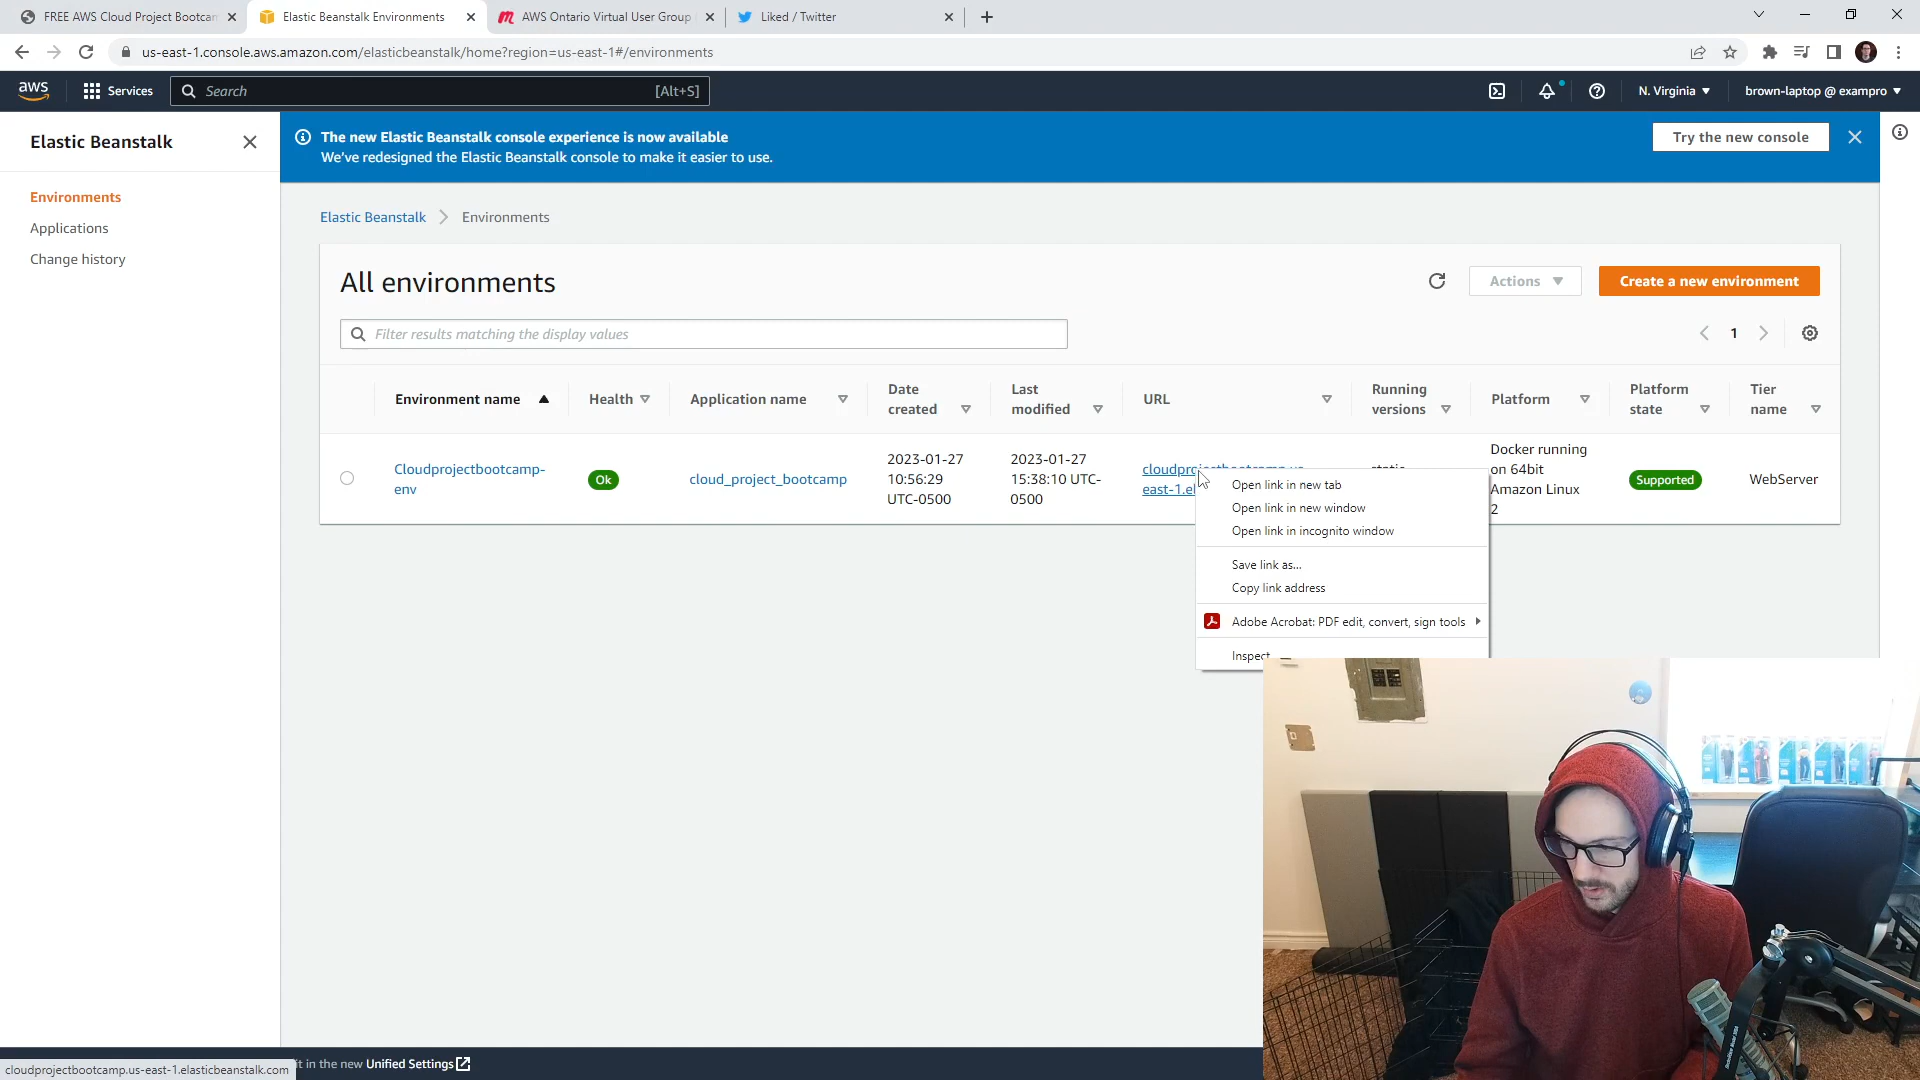 FREE AWS Cloud Project Bootcam
Elastic Beanstalk Environments
AWS Ontario Virtual User Group
Liked / Twitter
us-east-1.console.aws.amazon.com/elasticbeanstalk/home?region=us-east-1#/environments
aws
Services
Search
[Alt+S]
N. Virginia
brown-laptop @ exampro
Elastic Beanstalk
Environments
Applications
Change history
The new Elastic Beanstalk console experience is now available
We've redesigned the Elastic Beanstalk console to make it easier to use.
Try the new console
Elastic Beanstalk
Environments
All environments
Actions
Create a new environment
Filter results matching the display values
1
Environment name
Health
Application name
Date
created
Last
modified
URL
Running
versions
Platform
Platform
state
Tier
name
Cloudprojectbootcamp-
env
Ok
cloud_project_bootcamp
2023-01-27
10:56:29
UTC-0500
2023-01-27
15:38:10 UTC-
0500
Docker running
on 64bit
Amazon Linux
2
Supported
WebServer
Open link in new tab
Open link in new window
Open link in incognito window
Save link as...
Copy link address
Adobe Acrobat: PDF edit, convert, sign tools
Inspect
it in the new Unified Settings
cloudprojectbootcamp.us-east-1.elasticbeanstalk.com